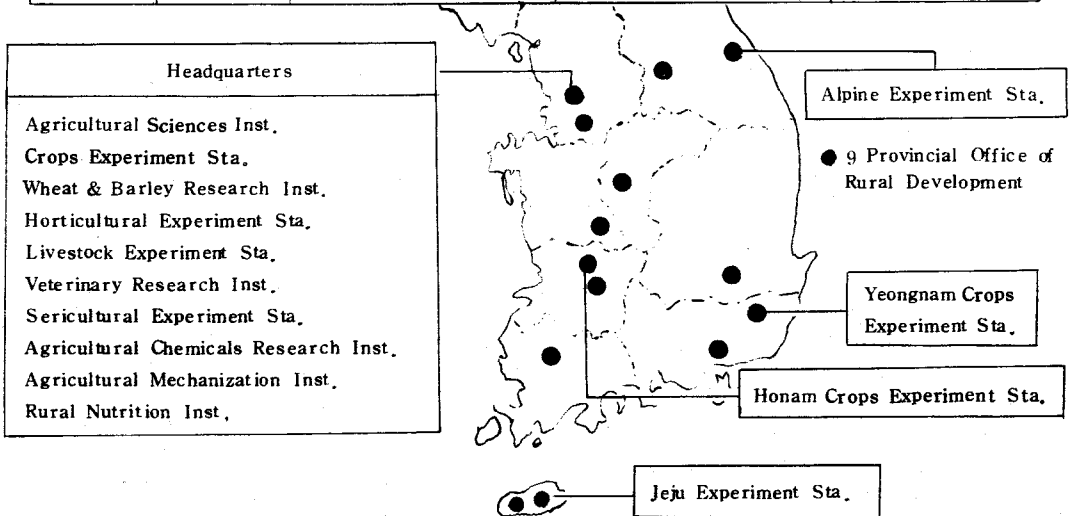 Headquarters
Agricultural Sciences Inst.
Crops Experiment Sta.
Wheat & Barley Research Inst.
Horticultural Experiment Sta.
Livestock Experiment Sta.
Veterinary Research Inst.
Sericultural Experiment Sta.
Agricultural Chemicals Research Inst.
Agricultural Mechanization Inst.
Rural Nutrition Inst.
Alpine Experiment Sta.
9 Provincial Office of
Rural Development
Yeongnam Crops
Experiment Sta.
Honam Crops Experiment Sta.
Jeju Experiment Sta.